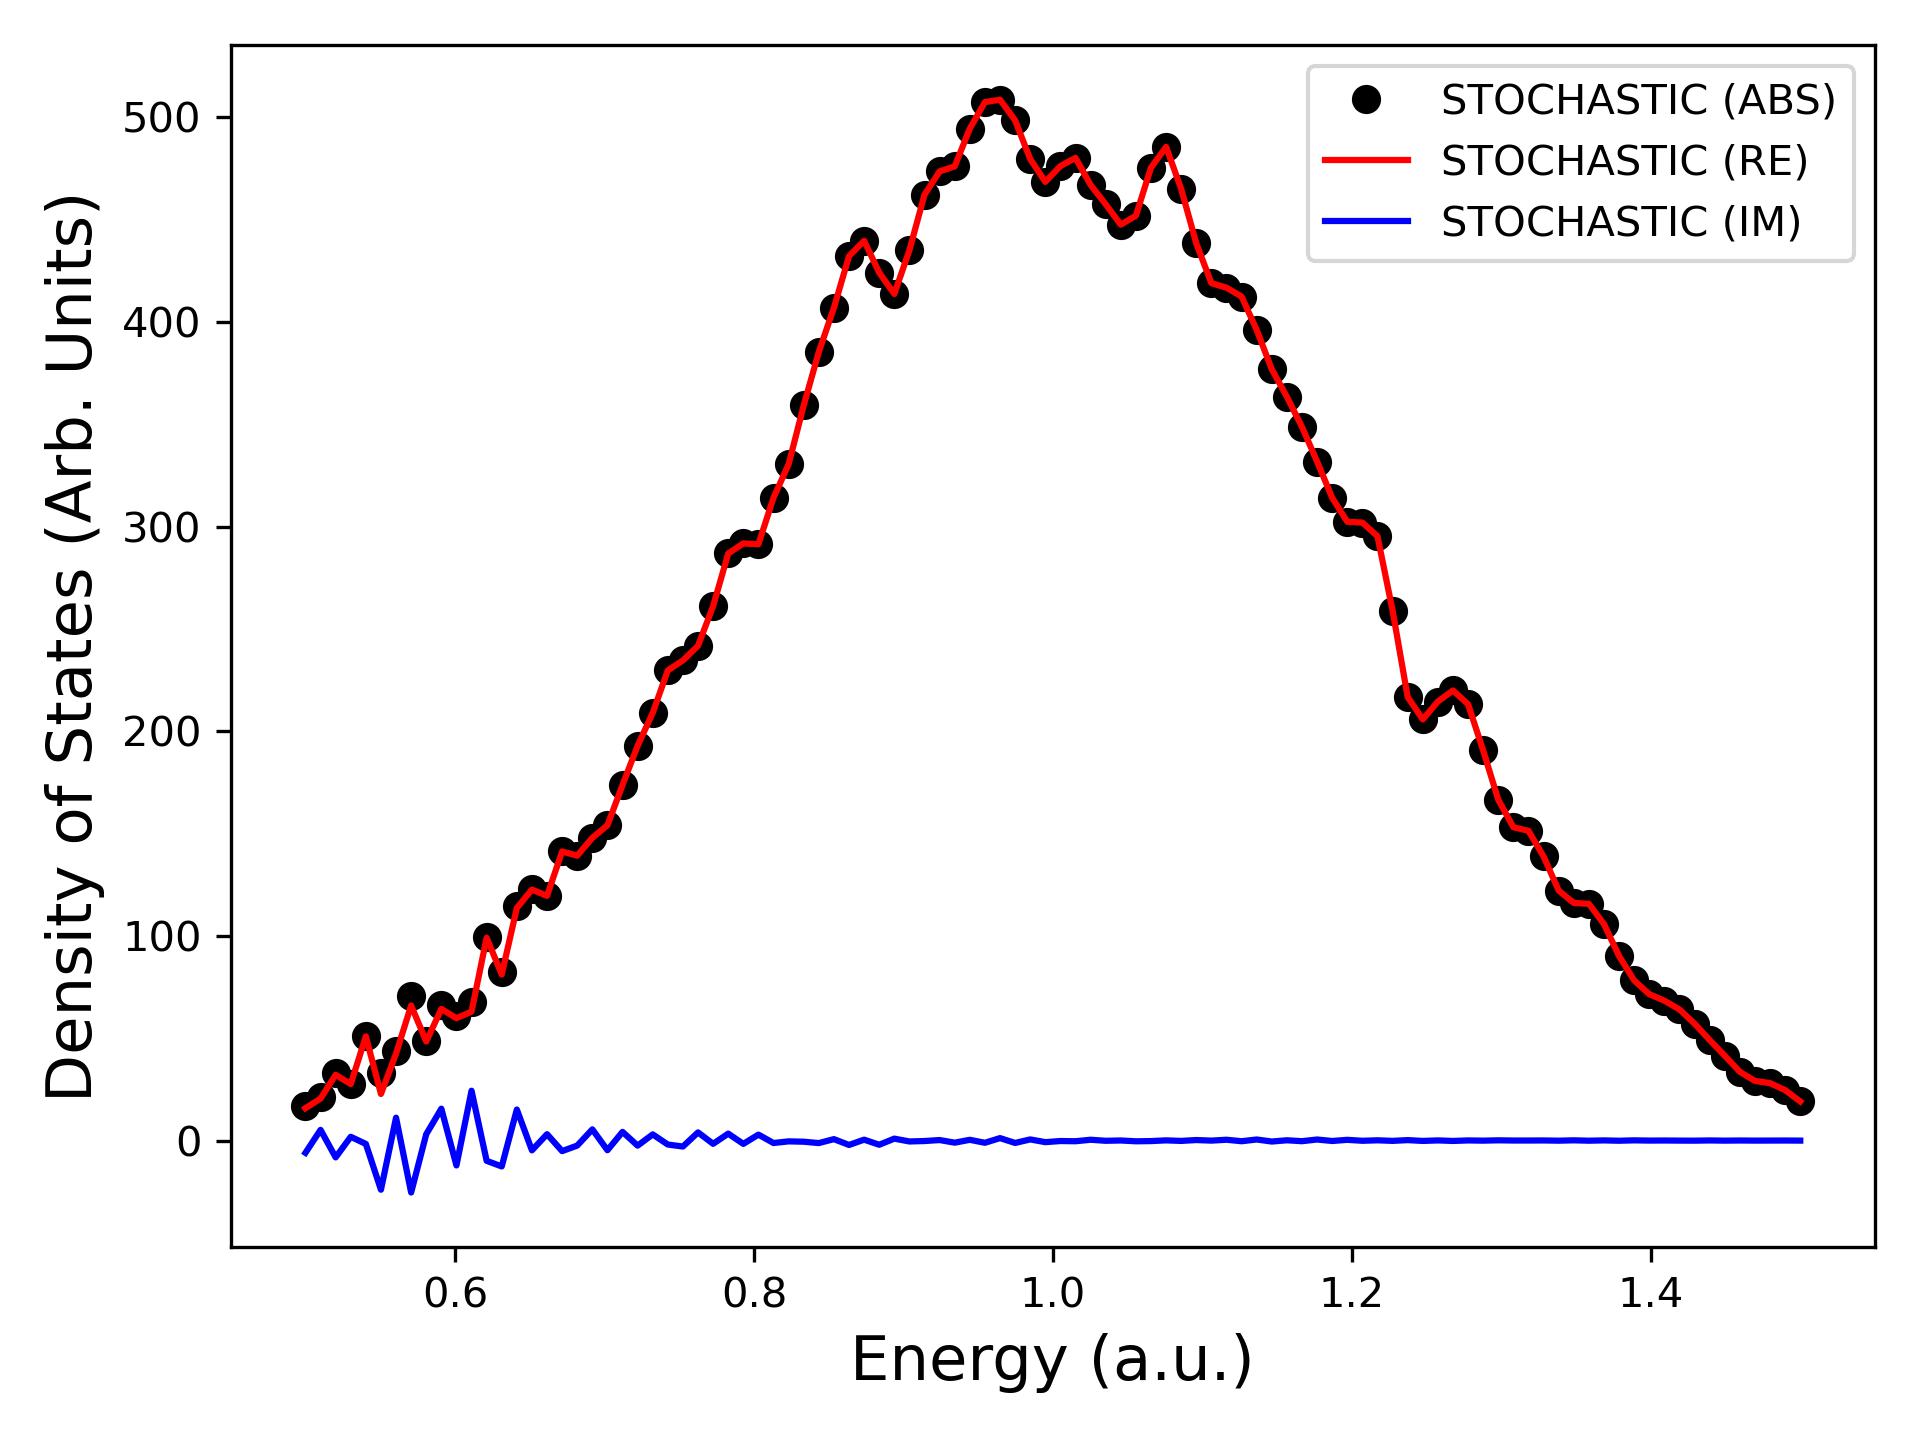 STOCHASTIC (ABS)
STOCHASTIC (RE)
STOCHASTIC (IM)
Density of States (Arb. Units)
500
400
300
200
100
0
0.6 0.8 1.0 1.2 1.4
Energy (a.u.)